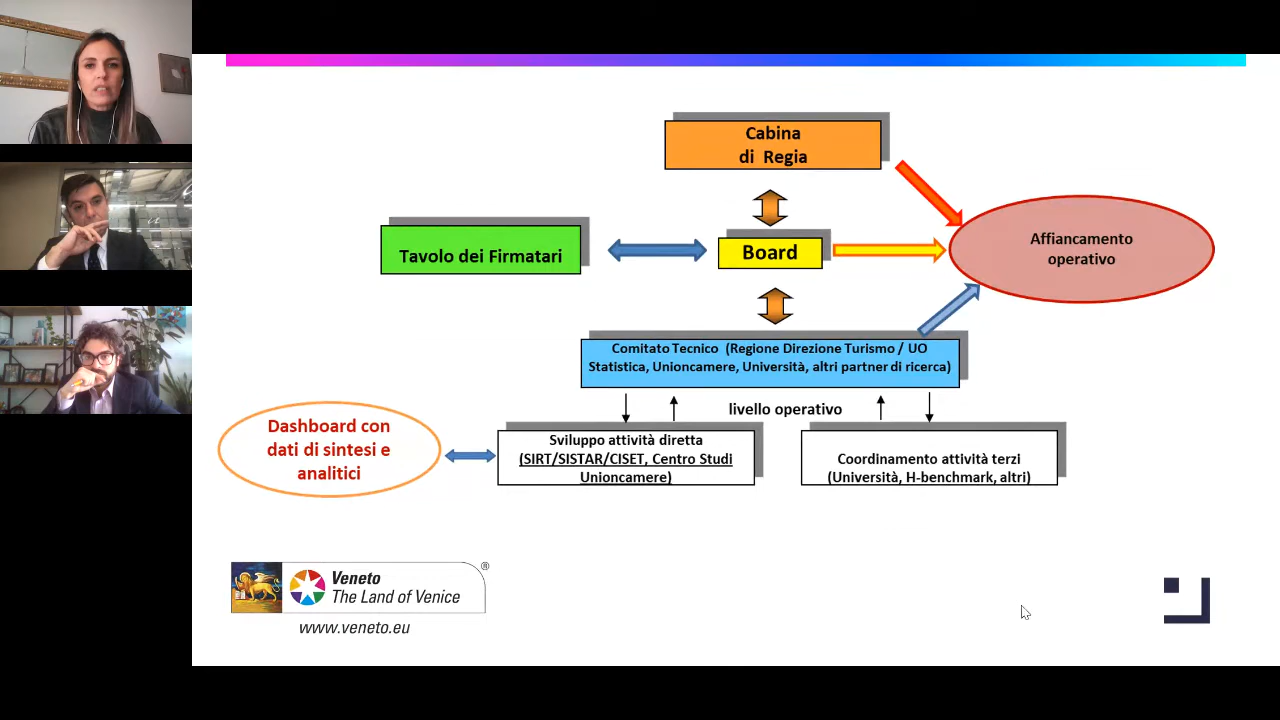 Cabina
di Regia
Tavolo dei Firmatari
Board
Affiancamento
operativo
Comitato Tecnico (Regione Direzione Turismo / UO
Statistica, Unioncamere, Università, altri partner di ricerca)
livello operativo
Dashboard con
dati di sintesi e
analitici
Sviluppo attività diretta
(SIRT/SISTAR/CISET, Centro Studi
Unioncamere)
Coordinamento attività terzi
(Università, H-benchmark, altri)
Veneto
The Land of Venice
®
www.veneto.eu